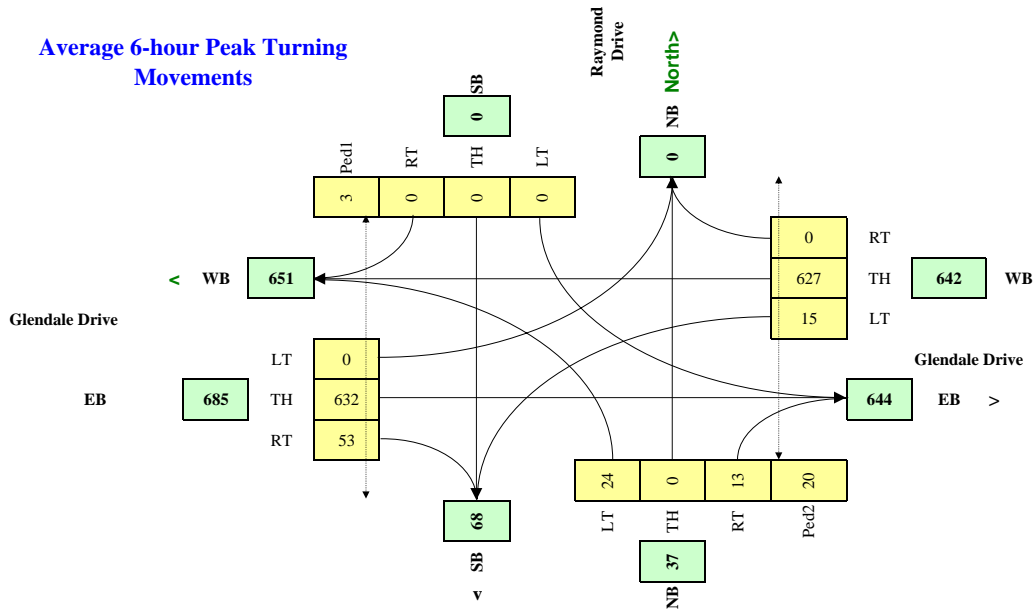 Average 6-hour Peak Turning
Movements
Raymond
Drive
North>
SB
0
NB
0
Ped1
RT
TH
LT
3
0
0
0
0
RT
< WB
651
627
TH
642
WB
15
LT
Glendale Drive
Glendale Drive
LT
0
EB
685
TH
632
644
EB >
RT
53
24
0
13
20
LT
TH
RT
Ped2
68
SB
v
37
NB